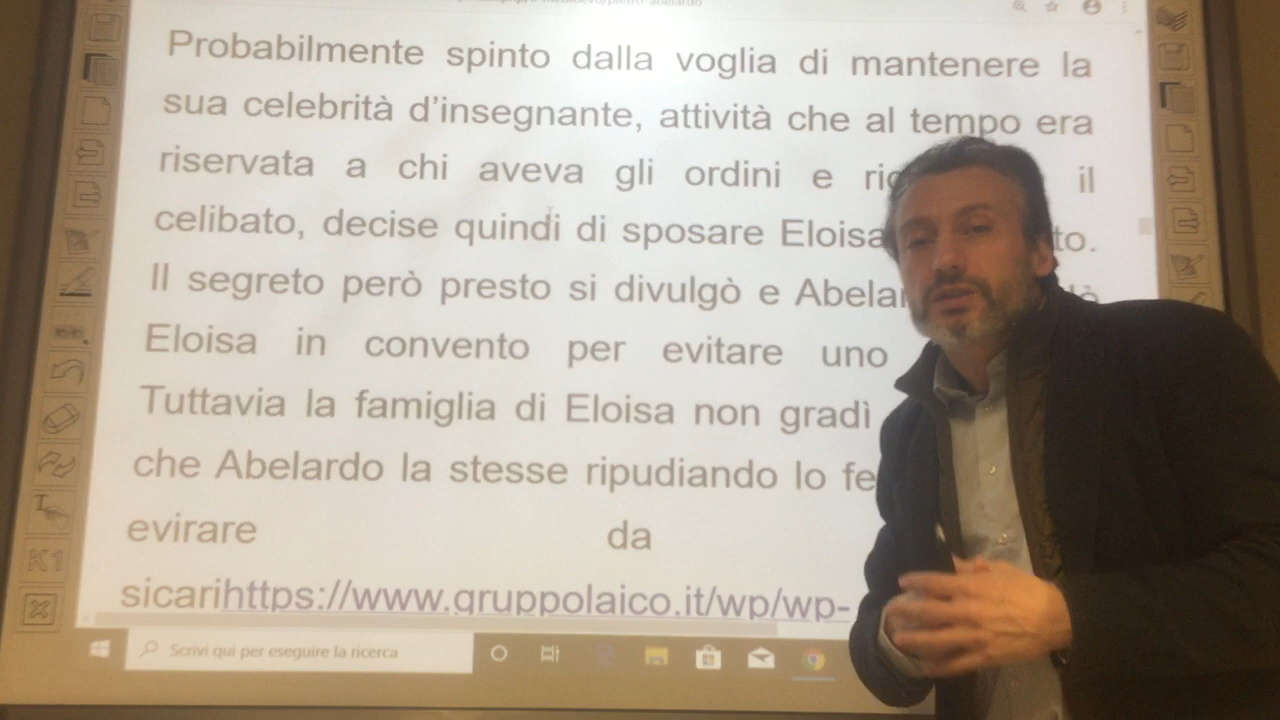 Probabilmente spinto dalla voglia di mantenere la
sua celebrità d'insegnante, attività che al tempo era
riservata a chi aveva gli ordini e il
celibato, decise quindi di sposare Eloisa
Il segreto però presto si divulgò e
Eloisa in convento per evitare uno
Tuttavia la famiglia di Eloisa non gradì
che Abelardo la stesse ripudiando lo
evirare da
sicarihttps://www.gruppolaico.it/wp/wp-
K1
Scrivi qui per eseguire la ricerca